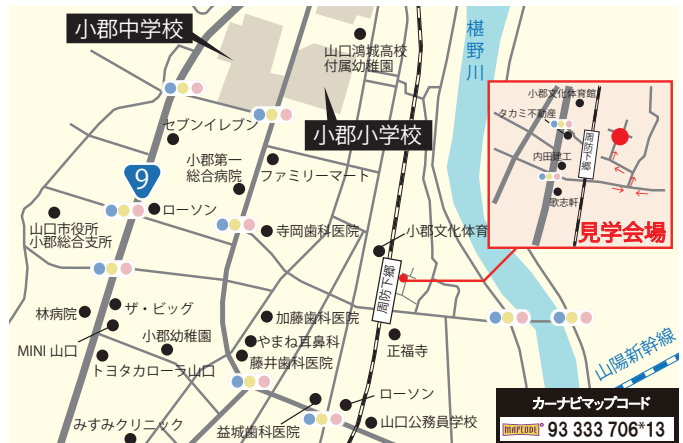 小郡中学校
山口鴻城高校
付属幼稚園
椹野川
セブンイレブン
小郡小学校
小郡第一
総合病院
ファミリーマート
9
ローソン
山口市役所
小郡総合支所
寺岡歯科医院
小郡文化体育
周防下郷
小郡文化体育館
タカミ不動産
周防下郷
内田建工
歌志軒
見学会場
林病院
ザ・ビッグ
加藤歯科医院
MINI 山口
小郡幼稚園
やまね耳鼻科
正福寺
トヨタカローラ山口
藤井歯科医院
山陽新幹線
ローソン
みすみクリニック
益城歯科医院
山口公務員学校
カーナビマップコード
MAPCODE 93 333 706*13